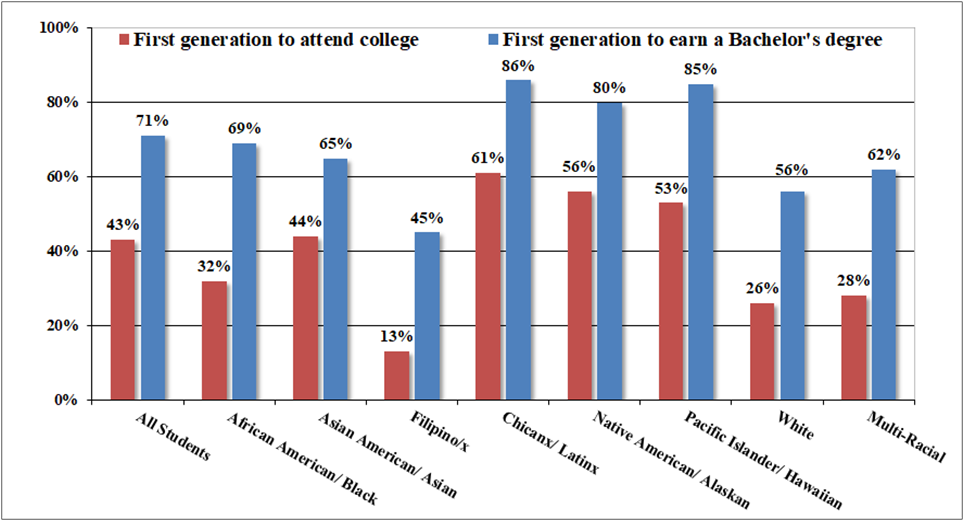 100%
First generation to attend college
First generation to earn a Bachelor's degree
86%
85%
80%
80%
71%
69%
65%
62%
60%
61%
56%
53%
56%
43%
44%
45%
40%
32%
26%
28%
20%
13%
0%
All Students
African American/ Black
Asian American/ Asian
Filipino/x
Chicanx/ Latinx
Native American/ Alaskan
Pacific Islander/ Hawaiian
White
Multi-Racial